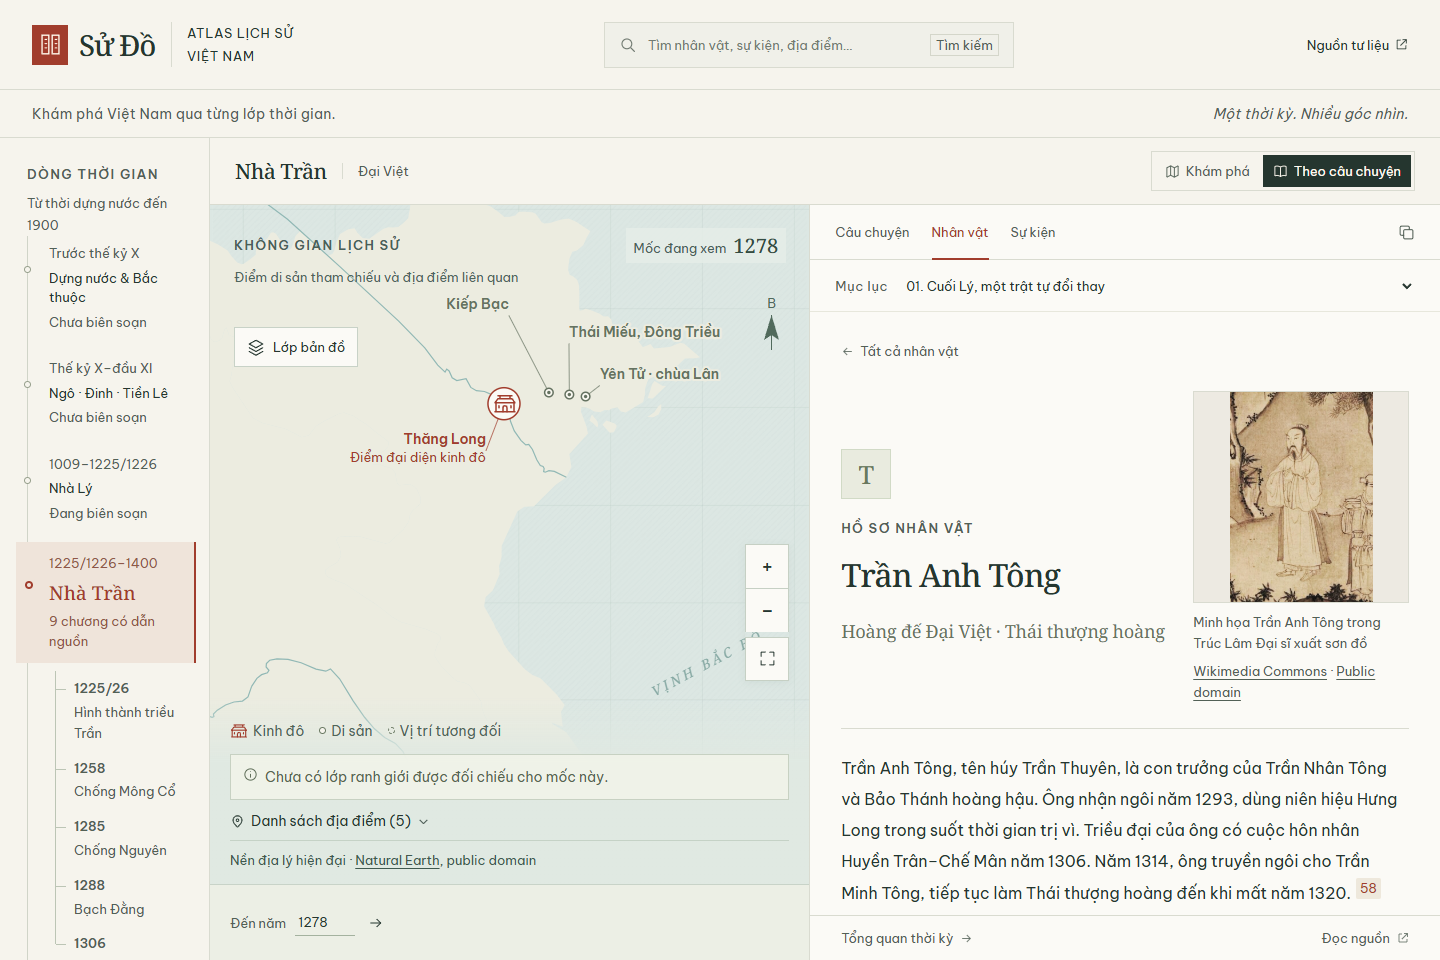 Sử Đồ
ATLAS LỊCH SỬ
VIỆT NAM
Tìm nhân vật, sự kiện, địa điểm...
Tìm kiếm
Nguồn tư liệu
Khám phá Việt Nam qua từng lớp thời gian.
Một thời kỳ. Nhiều góc nhìn.
DÒNG THỜI GIAN
Từ thời dựng nước đến
1900
Trước thế kỷ X
Dựng nước & Bắc
thuộc
Chưa biên soạn
Thế kỷ X–đầu XI
Ngô · Đinh · Tiền Lê
Chưa biên soạn
1009–1225/1226
Nhà Lý
Đang biên soạn
1225/1226–1400
Nhà Trần
9 chương có dẫn
nguồn
1225/26
Hình thành triều
Trần
1258
Chống Mông Cổ
1285
Chống Nguyên
1288
Bạch Đằng
1306
Nhà Trần
Đại Việt
Khám phá
Theo câu chuyện
KHÔNG GIAN LỊCH SỬ
Điểm di sản tham chiếu và địa điểm liên quan
Mốc đang xem 1278
Lớp bản đồ
B
Kiếp Bạc
Thái Miếu, Đông Triều
Yên Tử · chùa Lân
Thăng Long
Điểm đại diện kinh đô
+
−
VỊNH BẮC
Kinh đô
Di sản
Vị trí tương đối
Chưa có lớp ranh giới được đối chiếu cho mốc này.
Danh sách địa điểm (5)
Nền địa lý hiện đại · Natural Earth, public domain
Đến năm 1278 →
Câu chuyện
Nhân vật
Sự kiện
Mục lục
01. Cuối Lý, một trật tự đổi thay
← Tất cả nhân vật
T
HỒ SƠ NHÂN VẬT
Trần Anh Tông
Hoàng đế Đại Việt · Thái thượng hoàng
Minh họa Trần Anh Tông trong
Trúc Lâm Đại sĩ xuất sơn đồ
Wikimedia Commons · Public
domain
Trần Anh Tông, tên húy Trần Thuyên, là con trưởng của Trần Nhân Tông
và Bảo Thánh hoàng hậu. Ông nhận ngôi năm 1293, dùng niên hiệu Hưng
Long trong suốt thời gian trị vì. Triều đại của ông có cuộc hôn nhân
Huyền Trân–Chế Mân năm 1306. Năm 1314, ông truyền ngôi cho Trần
Minh Tông, tiếp tục làm Thái thượng hoàng đến khi mất năm 1320. 58
Tổng quan thời kỳ →
Đọc nguồn